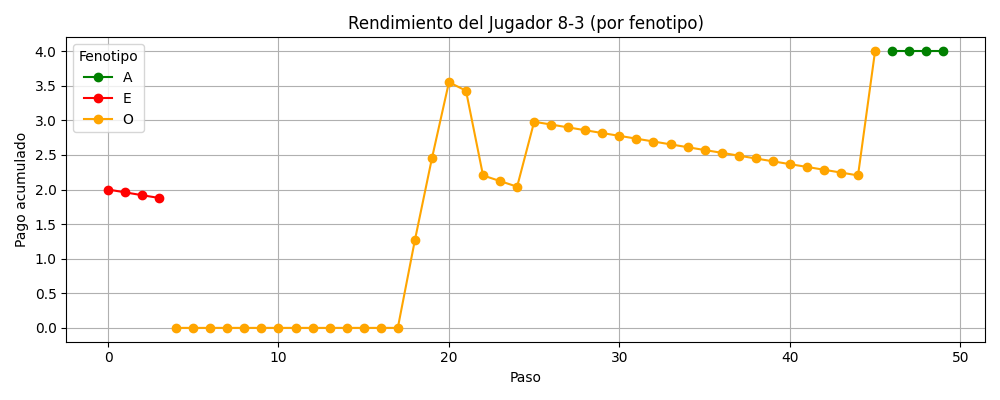 Rendimiento del Jugador 8-3 (por fenotipo)
Fenotipo
A
E
O
Pago acumulado
4.0
3.5
3.0
2.5
2.0
1.5
1.0
0.5
0.0
0 10 20 30 40 50
Paso